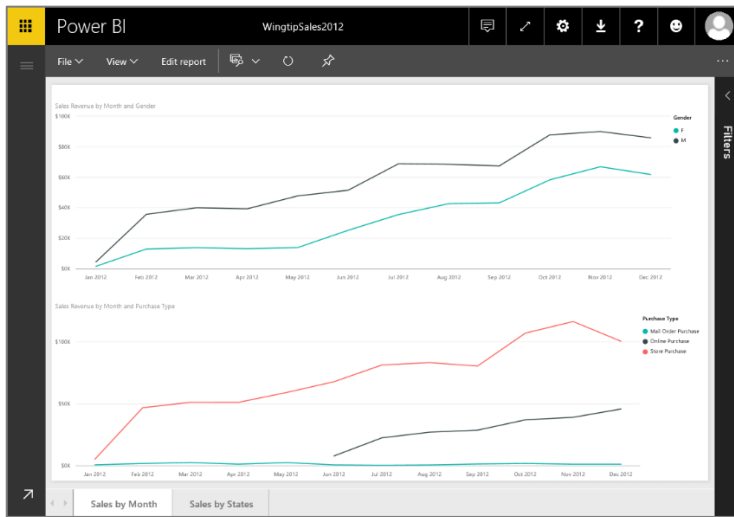 Power BI
WingtipSales2012
?
File View Edit report
...
Filters
Sales Revenue by Month and Gender
$100K
$80K
$60K
$40K
$20K
$0K
Gender
F
M
Jan 2012 Feb 2012 Mar 2012 Apr 2012 May 2012 Jun 2012 Jul 2012 Aug 2012 Sep 2012 Oct 2012 Nov 2012 Dec 2012
Sales Revenue by Month and Purchase Type
Purchase Type
Mail Order Purchase
Online Purchase
Store Purchase
$100K
$50K
$0K
Jan 2012 Feb 2012 Mar 2012 Apr 2012 May 2012 Jun 2012 Jul 2012 Aug 2012 Sep 2012 Oct 2012 Nov 2012 Dec 2012
Sales by Month Sales by States